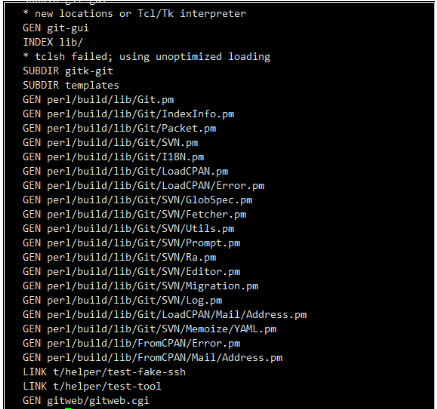 * new locations or Tcl/Tk interpreter
GEN git-gui
INDEX lib/
* tclsh failed; using unoptimized loading
SUBDIR gitk-git
SUBDIR templates
GEN perl/build/lib/Git.pm
GEN perl/build/lib/Git/IndexInfo.pm
GEN perl/build/lib/Git/Packet.pm
GEN perl/build/lib/Git/SVN.pm
GEN perl/build/lib/Git/I18N.pm
GEN perl/build/lib/Git/LoadCPAN.pm
GEN perl/build/lib/Git/LoadCPAN/Error.pm
GEN perl/build/lib/Git/SVN/GlobSpec.pm
GEN perl/build/lib/Git/SVN/Fetcher.pm
GEN perl/build/lib/Git/SVN/Utils.pm
GEN perl/build/lib/Git/SVN/Prompt.pm
GEN perl/build/lib/Git/SVN/Ra.pm
GEN perl/build/lib/Git/SVN/Editor.pm
GEN perl/build/lib/Git/SVN/Migration.pm
GEN perl/build/lib/Git/SVN/Log.pm
GEN perl/build/lib/Git/LoadCPAN/Mail/Address.pm
GEN perl/build/lib/Git/SVN/Memoize/YAML.pm
GEN perl/build/lib/FromCPAN/Error.pm
GEN perl/build/lib/FromCPAN/Mail/Address.pm
LINK t/helper/test-fake-ssh
LINK t/helper/test-tool
GEN gitweb/gitweb.cgi